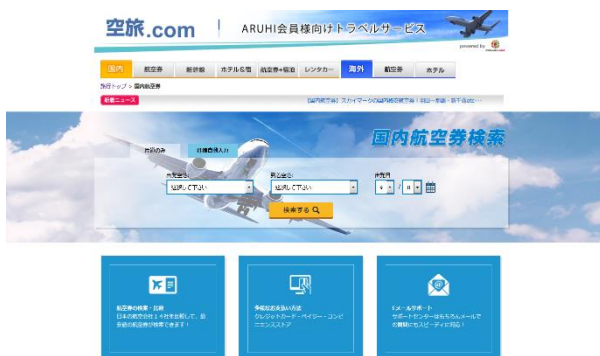 空旅.com
ARUHI会員様向けトラベルサービス
powered by
国内 航空券 新幹線 ホテル&宿 航空券+宿泊 レンタカー 海外 航空券 ホテル
旅行トップ > 国内航空券
新着ニュース
国内航空券検索
片道のみ
出発空港
選択して下さい
到着空港
選択して下さい
出発日
検索する
航空券の検索・比較
日本の航空会社14社を比較して、最
安値の航空券が検索できます!
多様なお支払い方法
クレジットカード・ペイジー・コンビ
ニエンスストア
Eメールサポート
サポートセンターはもちろんメールで
のご質問にもスピーディに対応!